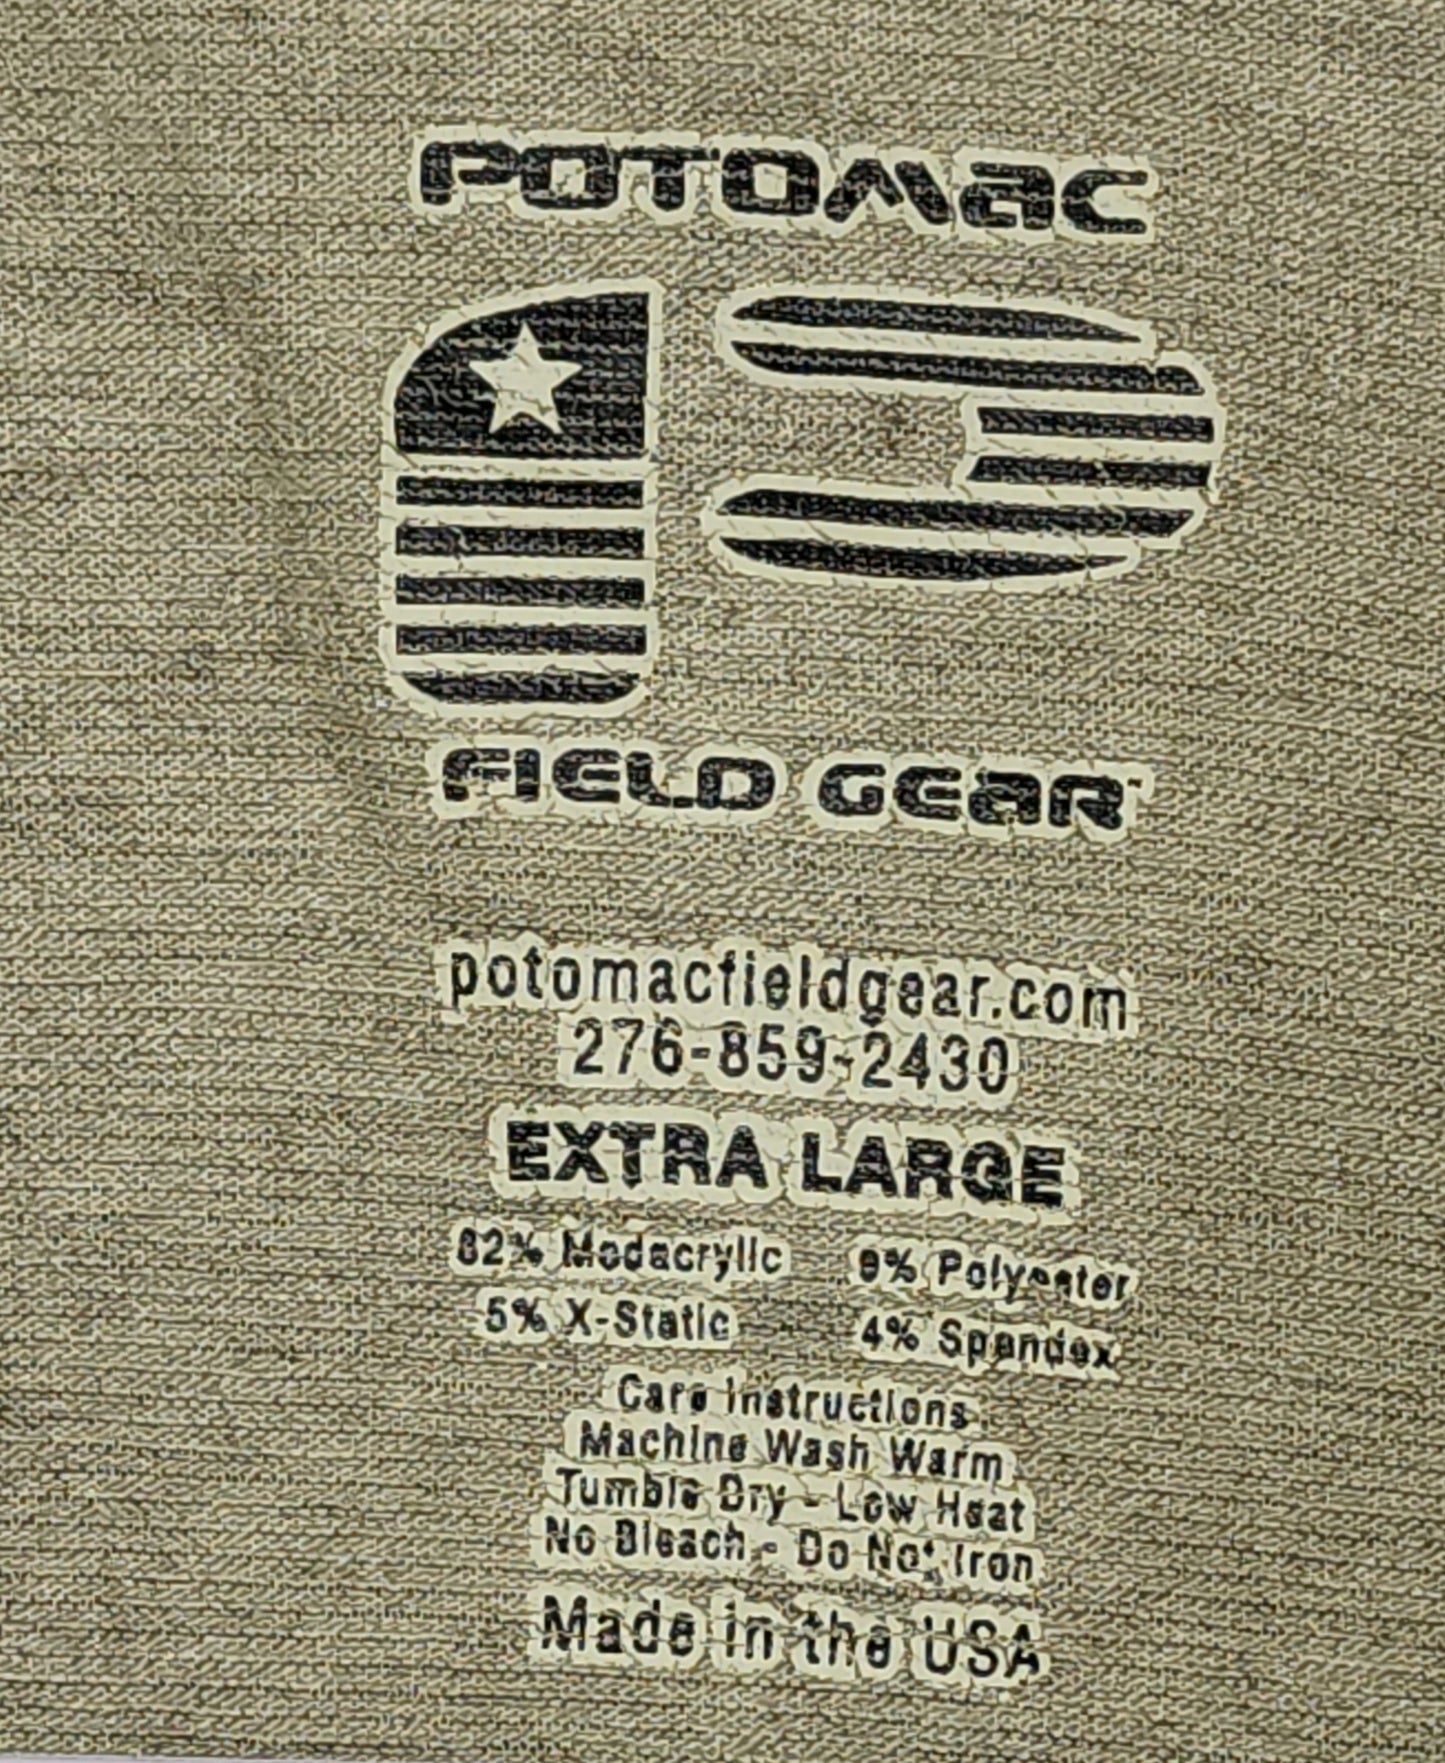 POTOMAC
FIELD GEAR
potomacfieldgear.com
276-859-2430
EXTRA LARGE
82% Modacrylic 9% Polyester
5% X-Static 4% Spandex
Care Instructions
Machine Wash Warm
Tumble Dry - Low Heat
No Bleach - Do Not Iron
Made in the USA